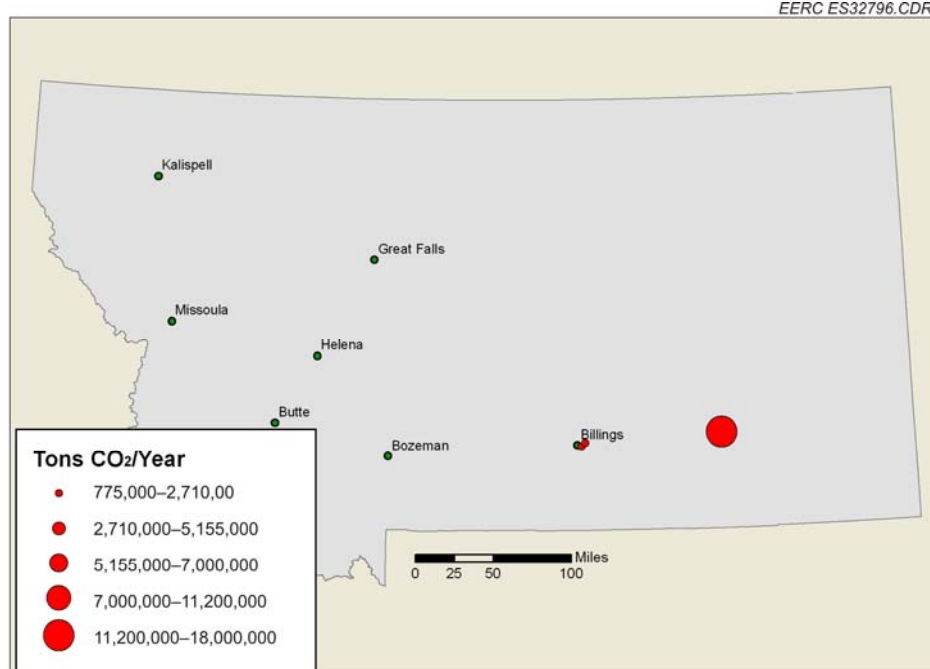 EERC ES32796.CDR
Kalispell
Great Falls
Missoula
Helena
Butte
Billings
Bozeman
Tons CO₂/Year
775,000–2,710,00
2,710,000–5,155,000
5,155,000–7,000,000
7,000,000–11,200,000
11,200,000–18,000,000
Miles
0 25 50 100